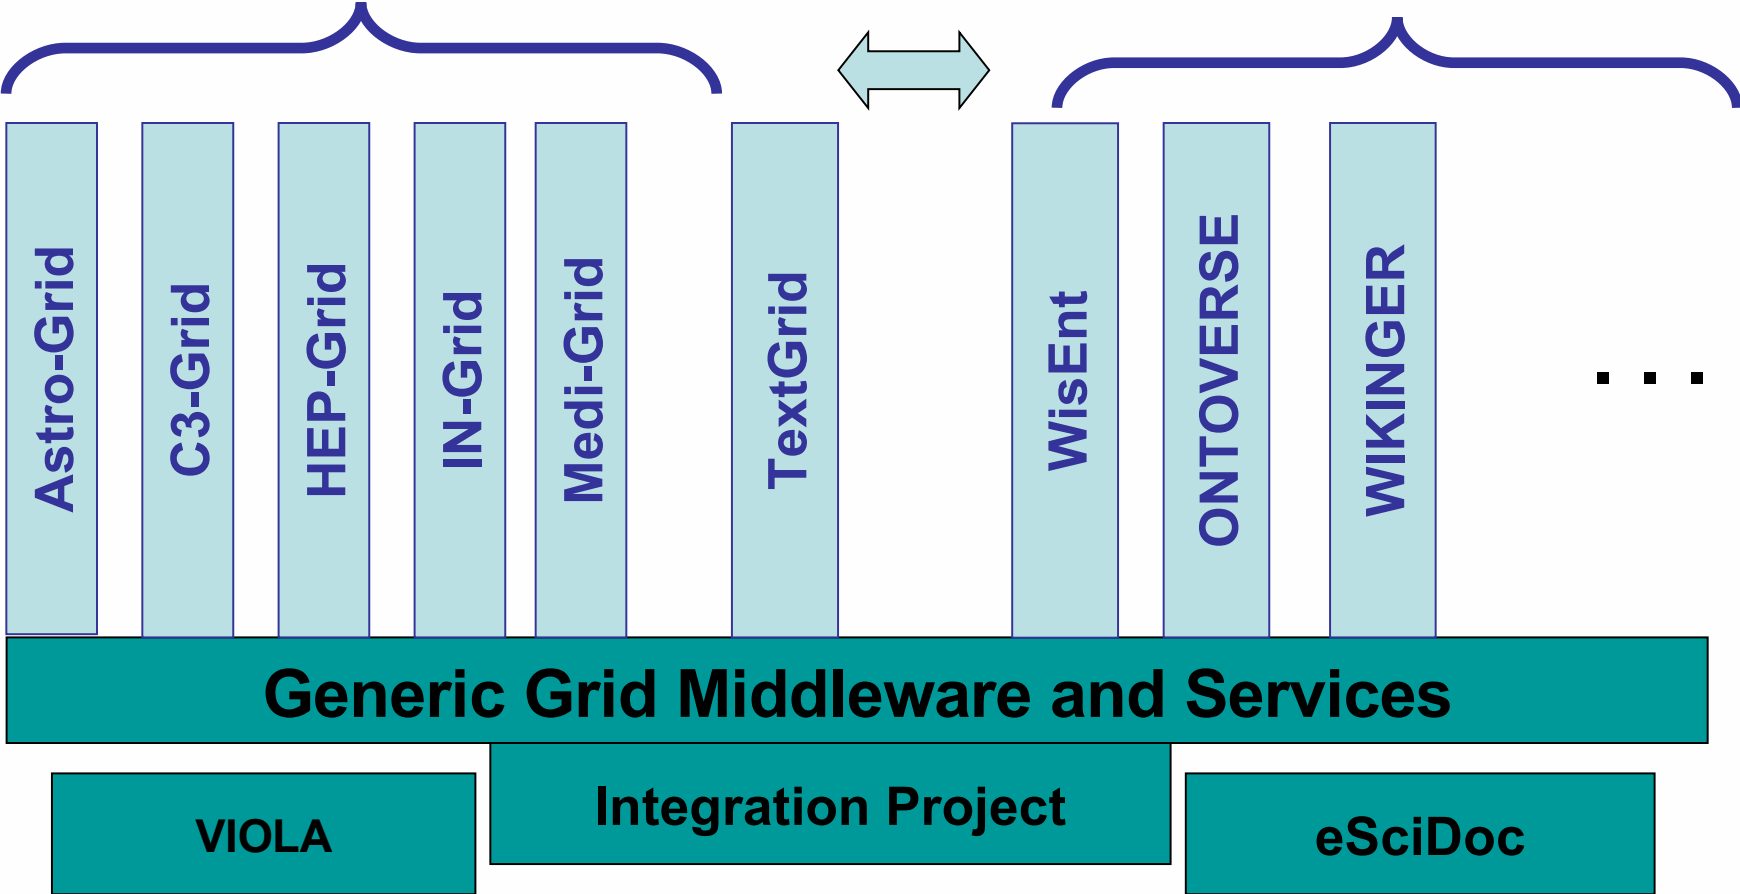 Astro-Grid
C3-Grid
HEP-Grid
IN-Grid
Medi-Grid
TextGrid
WisEnt
ONTOVERSE
WIKINGER
. . .
Generic Grid Middleware and Services
VIOLA
Integration Project
eSciDoc